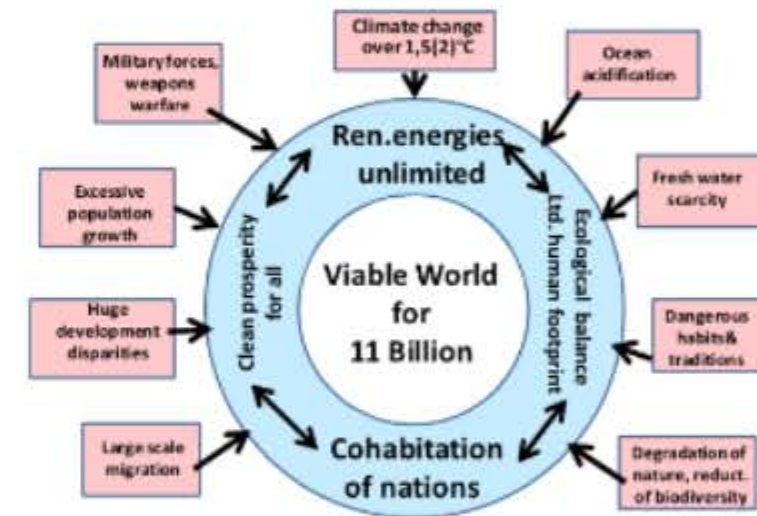 Climate change
over 1,5(2)°C
Military forces,
weapons
warfare
Ocean
acidification
Excessive
population
growth
Fresh water
scarcity
Huge
development
disparities
Dangerous
habits&
traditions
Large scale
migration
Degradation of
nature, reduct.
of biodiversity
Ren.energies
unlimited
Clean prosperity
for all
Ecological balance
Ltd. human footprint
Cohabitation
of nations
Viable World
for
11 Billion